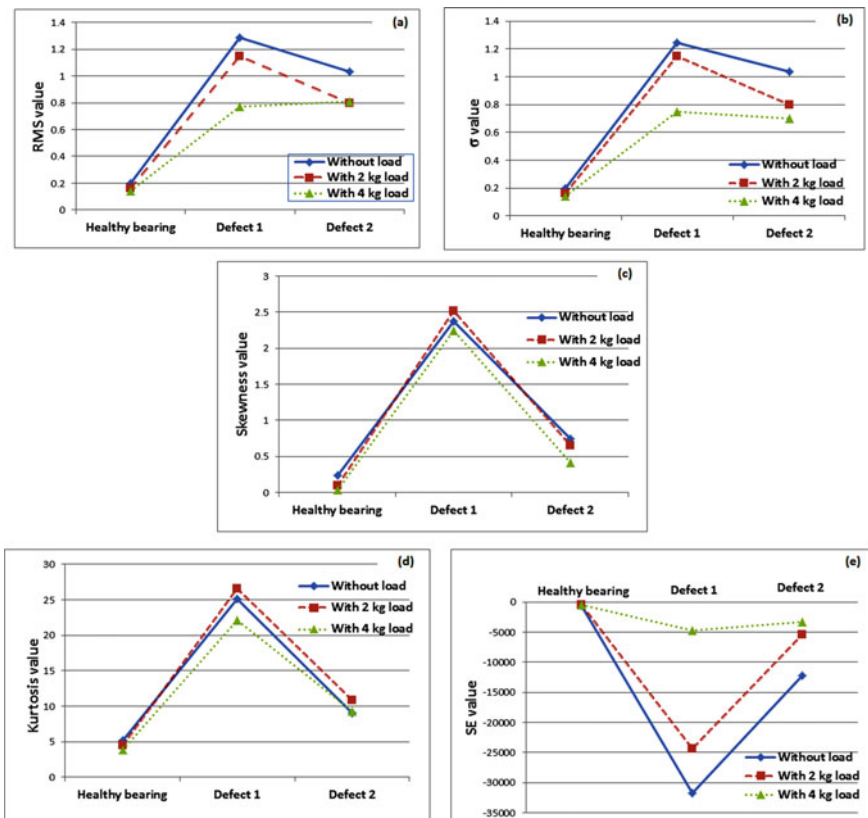 (a)
RMS value
1.4
1.2
1
0.8
0.6
0.4
0.2
0
Healthy bearing Defect 1 Defect 2
Without load
With 2 kg load
With 4 kg load
(b)
σ value
1.4
1.2
1
0.8
0.6
0.4
0.2
0
Healthy bearing Defect 1 Defect 2
Without load
With 2 kg load
With 4 kg load
(c)
Skewness value
3
2.5
2
1.5
1
0.5
0
Healthy bearing Defect 1 Defect 2
Without load
With 2 kg load
With 4 kg load
(d)
Kurtosis value
30
25
20
15
10
5
0
Healthy bearing Defect 1 Defect 2
Without load
With 2 kg load
With 4 kg load
(e)
SE value
Healthy bearing Defect 1 Defect 2
0
-5000
-10000
-15000
-20000
-25000
-30000
-35000
Without load
With 2 kg load
With 4 kg load